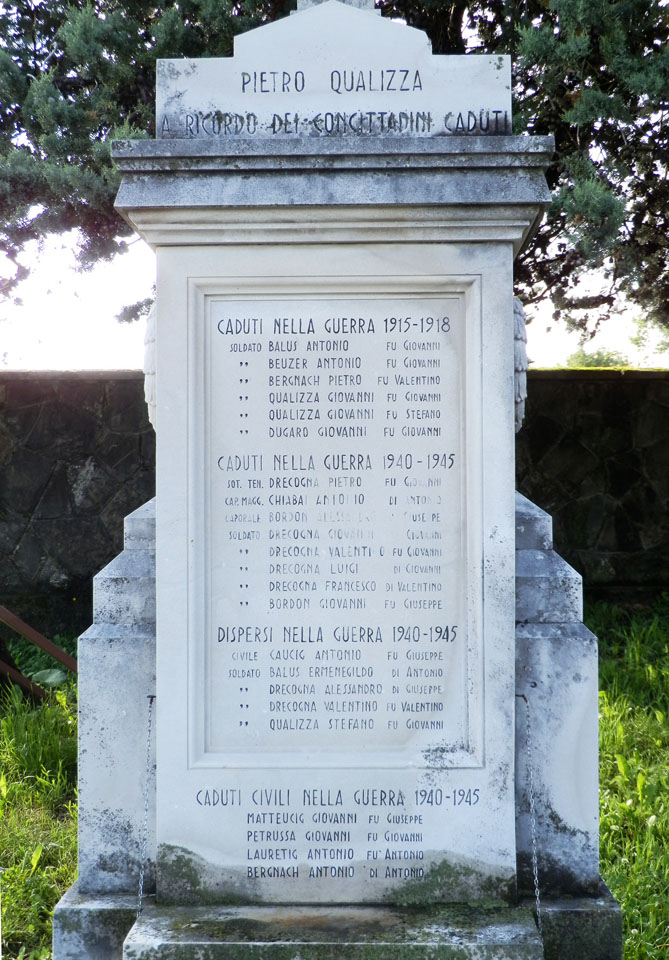 PIETRO QUALIZZA
A RICORDO DEI CONCITTADINI CADUTI
CADUTI NELLA GUERRA 1915-1918
SOLDATO BALUS ANTONIO FU GIOVANNI
" BEUZER ANTONIO FU GIOVANNI
" BERGNACH PIETRO FU VALENTINO
" QUALIZZA GIOVANNI FU GIOVANNI
" QUALIZZA GIOVANNI FU STEFANO
" DUGARO GIOVANNI FU GIOVANNI
CADUTI NELLA GUERRA 1940-1945
SOT. TEN. DRECOGNA PIETRO FU GIOVANNI
CAP. MAGG. CHIABAI ANTONIO DI ANTONIO
CAPORALE BORDON GIUSEPPE
SOLDATO DRECOGNA GIOVANNI GIOVANNI
" DRECOGNA VALENTINO FU GIOVANNI
" DRECOGNA LUIGI DI GIOVANNI
" DRECOGNA FRANCESCO DI VALENTINO
" BORDON GIOVANNI FU GIUSEPPE
DISPERSI NELLA GUERRA 1940-1945
CIVILE CAUCIG ANTONIO FU GIUSEPPE
SOLDATO BALUS ERMENEGILDO DI ANTONIO
" DRECOGNA ALESSANDRO DI GIUSEPPE
" DRECOGNA VALENTINO FU VALENTINO
" QUALIZZA STEFANO FU GIOVANNI
CADUTI CIVILI NELLA GUERRA 1940-1945
MATTEUCIG GIOVANNI FU GIUSEPPE
PETRUSSA GIOVANNI FU GIOVANNI
LAURETIG ANTONIO FU ANTONIO
BERGNACH ANTONIO DI ANTONIO